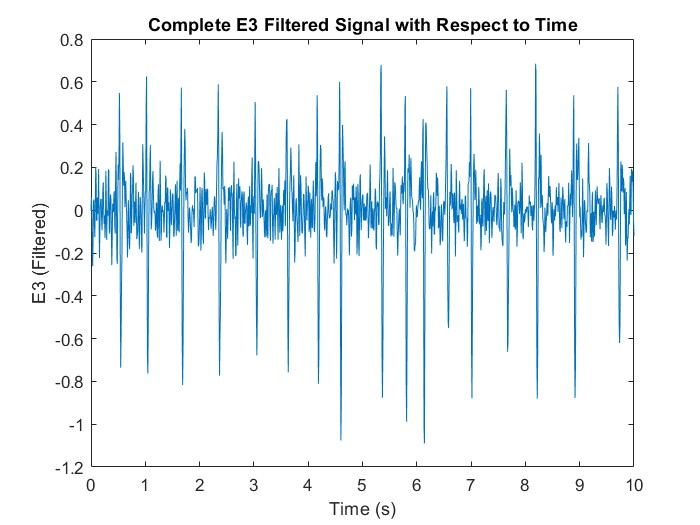 Complete E3 Filtered Signal with Respect to Time
0.8
0.6
0.4
0.2
0
-0.2
-0.4
-0.6
-0.8
-1
-1.2
E3 (Filtered)
0 1 2 3 4 5 6 7 8 9 10
Time (s)